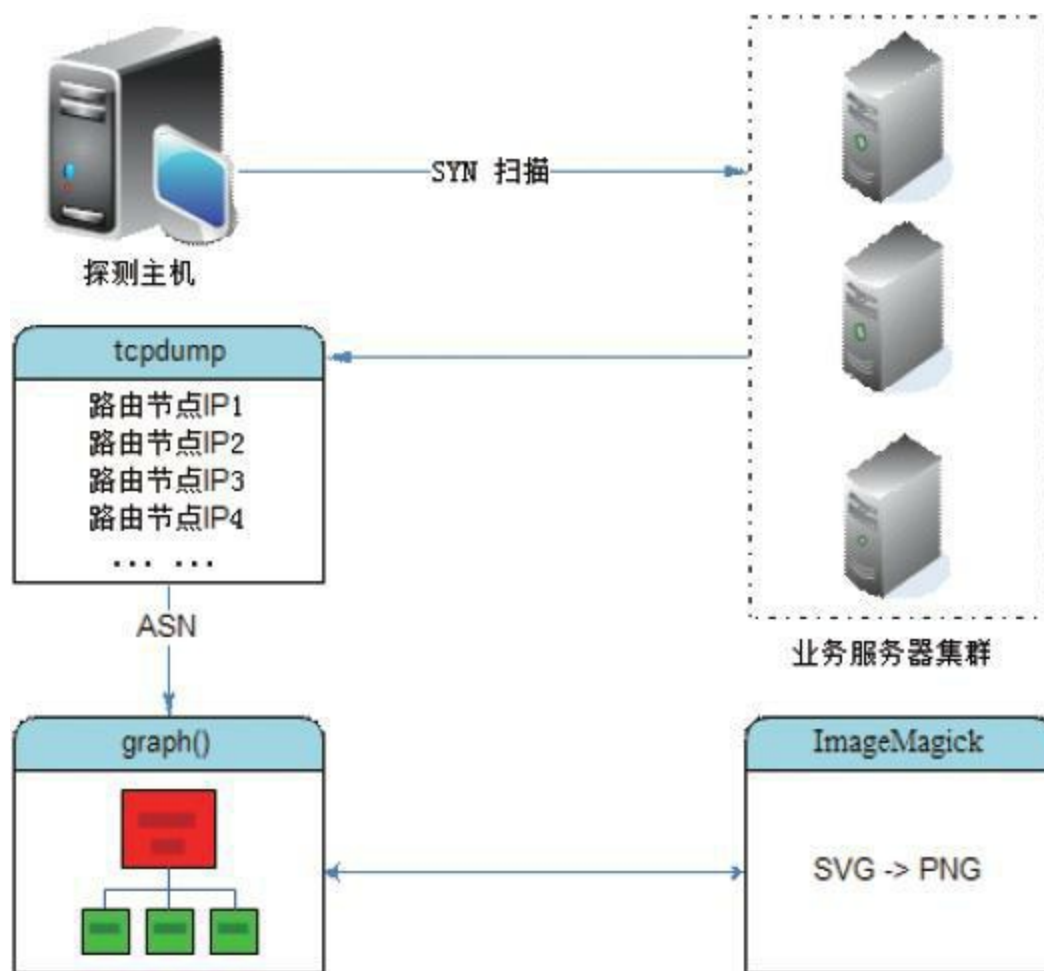 SYN 扫描
探测主机
tcpdump
路由节点IP1
路由节点IP2
路由节点IP3
路由节点IP4
... ...
业务服务器集群
ASN
graph()
ImageMagick
SVG -> PNG